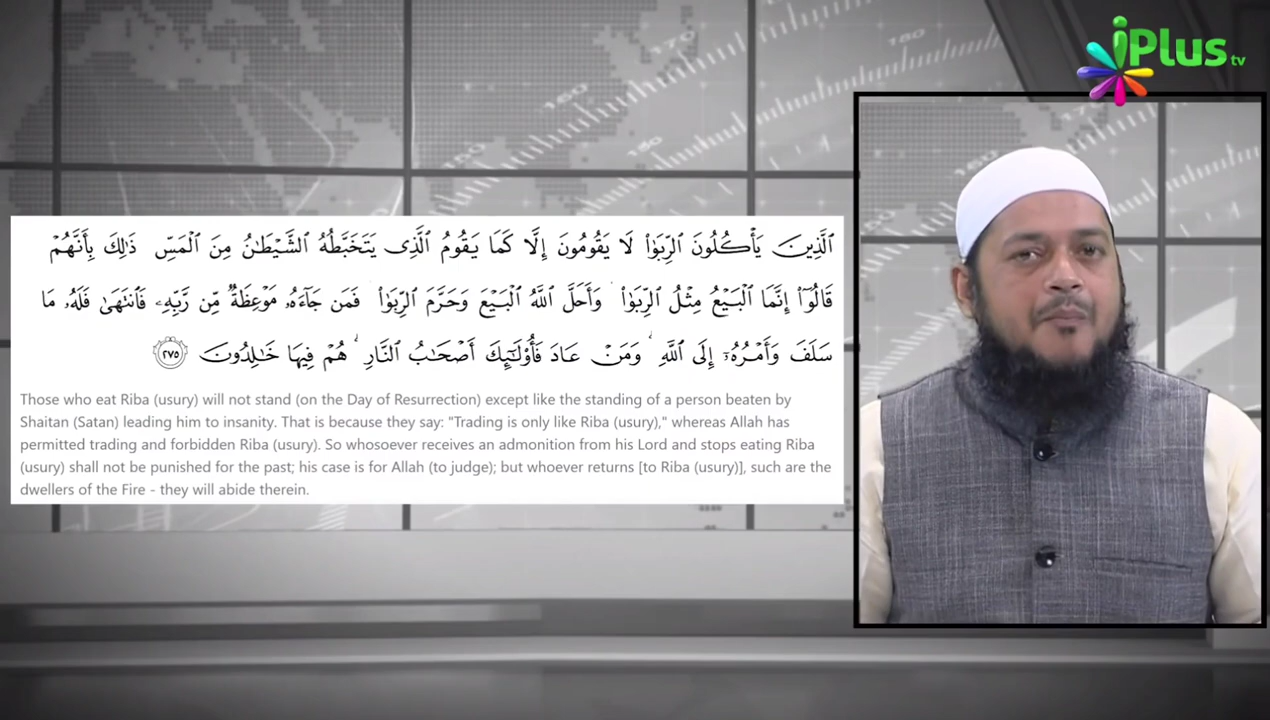 iPlus tv
ٱلَّذِينَ يَأْكُلُونَ ٱلرِّبَوٰا۟ لَا يَقُومُونَ إِلَّا كَمَا يَقُومُ ٱلَّذِى يَتَخَبَّطُهُ ٱلشَّيْطَـٰنُ مِنَ ٱلْمَسِّ ذَٰلِكَ بِأَنَّهُمْ
قَالُوٓا۟ إِنَّمَا ٱلْبَيْعُ مِثْلُ ٱلرِّبَوٰا۟ وَأَحَلَّ ٱللَّهُ ٱلْبَيْعَ وَحَرَّمَ ٱلرِّبَوٰا۟ فَمَن جَآءَهُۥ مَوْعِظَةٌ مِّن رَّبِّهِۦ فَٱنتَهَىٰ فَلَهُۥ مَا
سَلَفَ وَأَمْرُهُۥٓ إِلَى ٱللَّهِ ۖ وَمَنْ عَادَ فَأُو۟لَـٰٓئِكَ أَصْحَـٰبُ ٱلنَّارِ ۖ هُمْ فِيهَا خَـٰلِدُونَ ٢٧٥
Those who eat Riba (usury) will not stand (on the Day of Resurrection) except like the standing of a person beaten by
Shaitan (Satan) leading him to insanity. That is because they say: "Trading is only like Riba (usury)," whereas Allah has
permitted trading and forbidden Riba (usury). So whosoever receives an admonition from his Lord and stops eating Riba
(usury) shall not be punished for the past; his case is for Allah (to judge); but whoever returns [to Riba (usury)], such are the
dwellers of the Fire - they will abide therein.
170
180
160
150
150